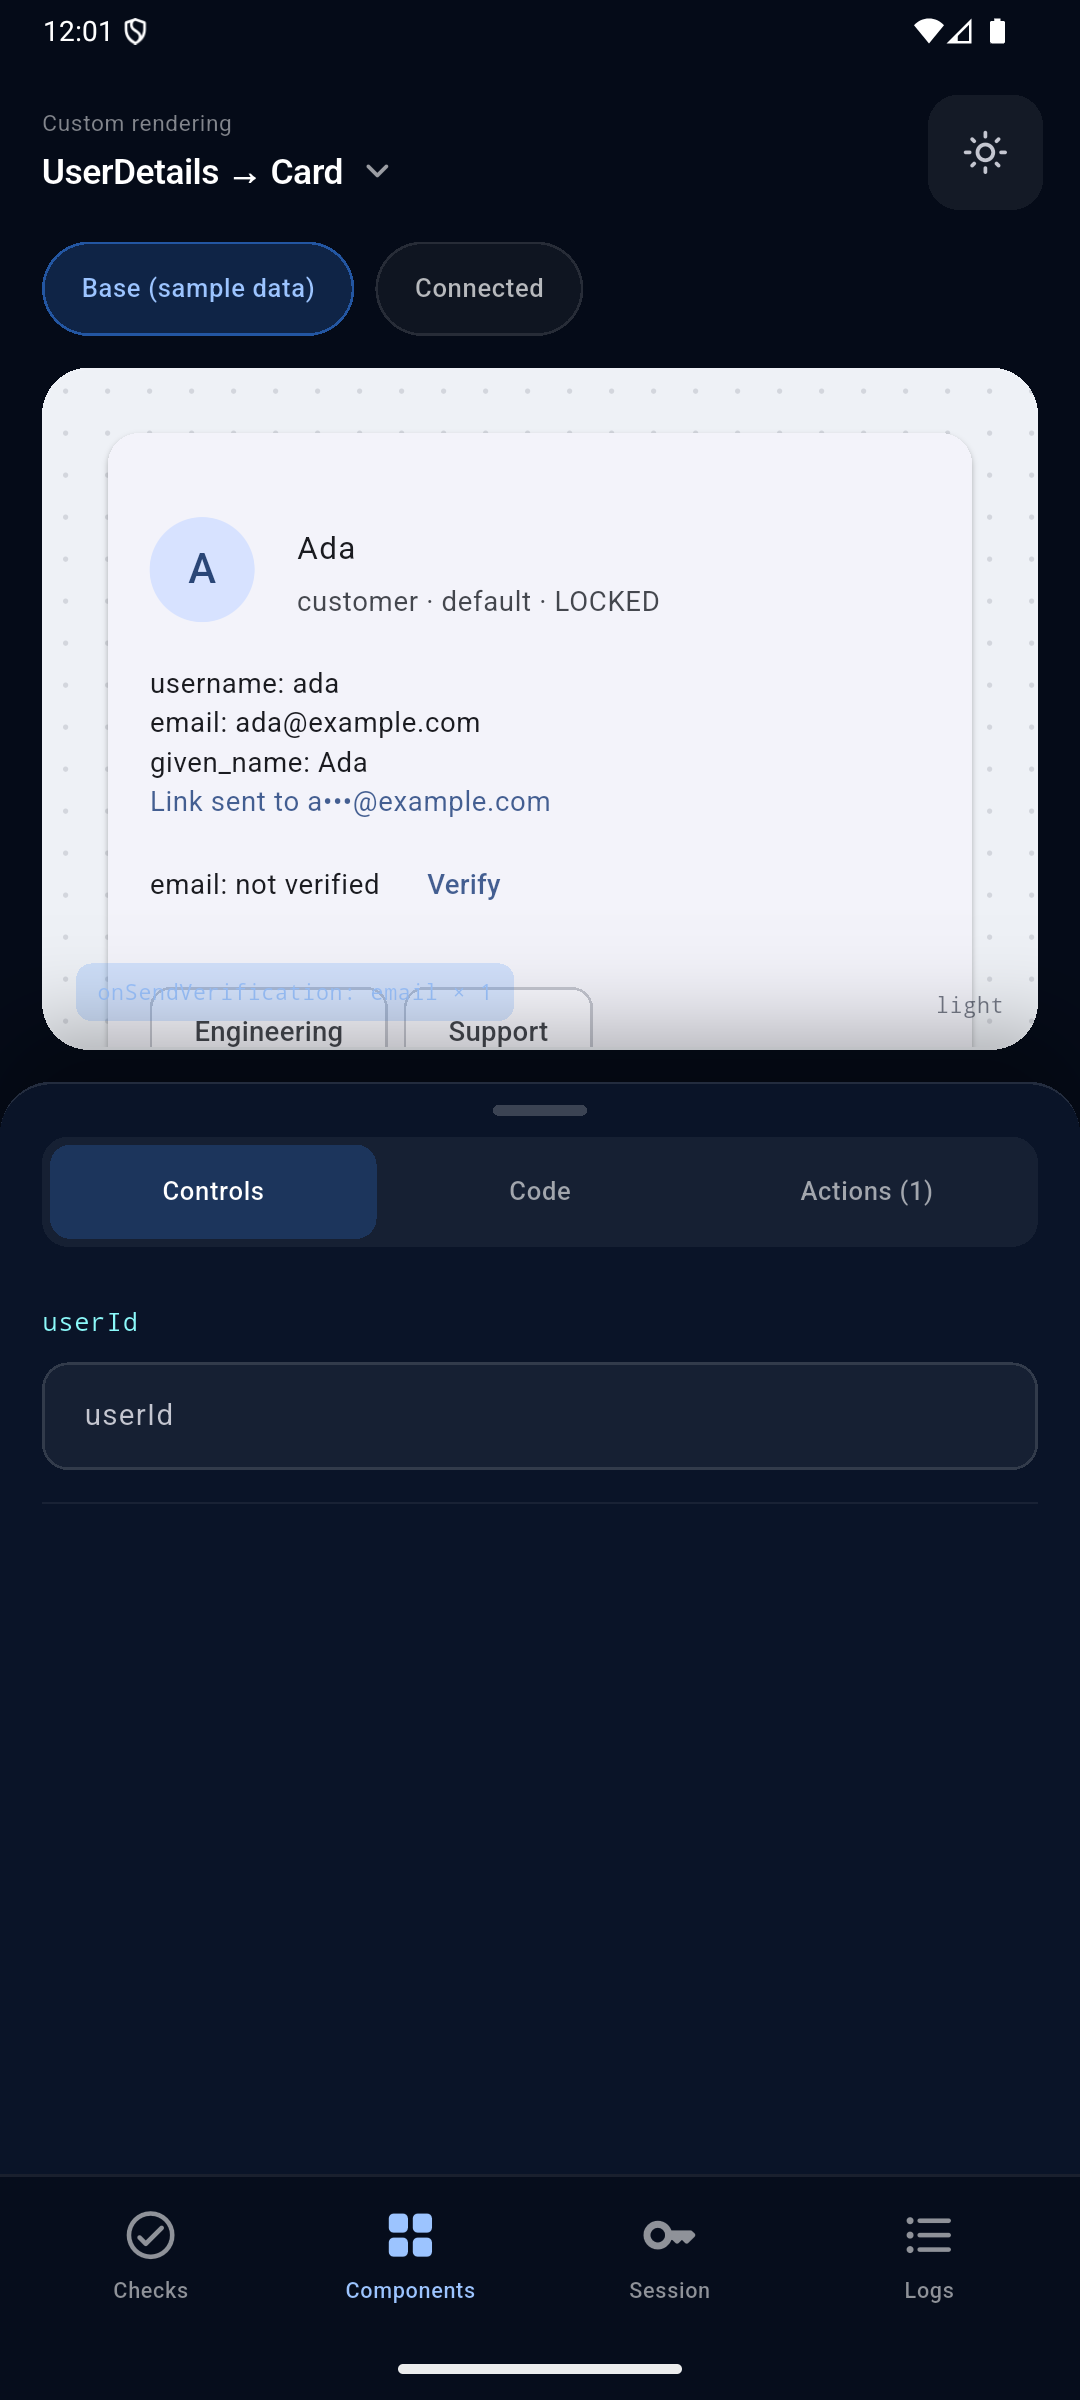 12:01
Custom rendering
UserDetails → Card
Base (sample data)
Connected
A
Ada
customer · default · LOCKED
username: ada
email: ada@example.com
given_name: Ada
Link sent to a•••@example.com
email: not verified
Verify
onSendVerification: email × 1
light
Engineering
Support
Controls
Code
Actions (1)
userId
userId
Checks
Components
Session
Logs